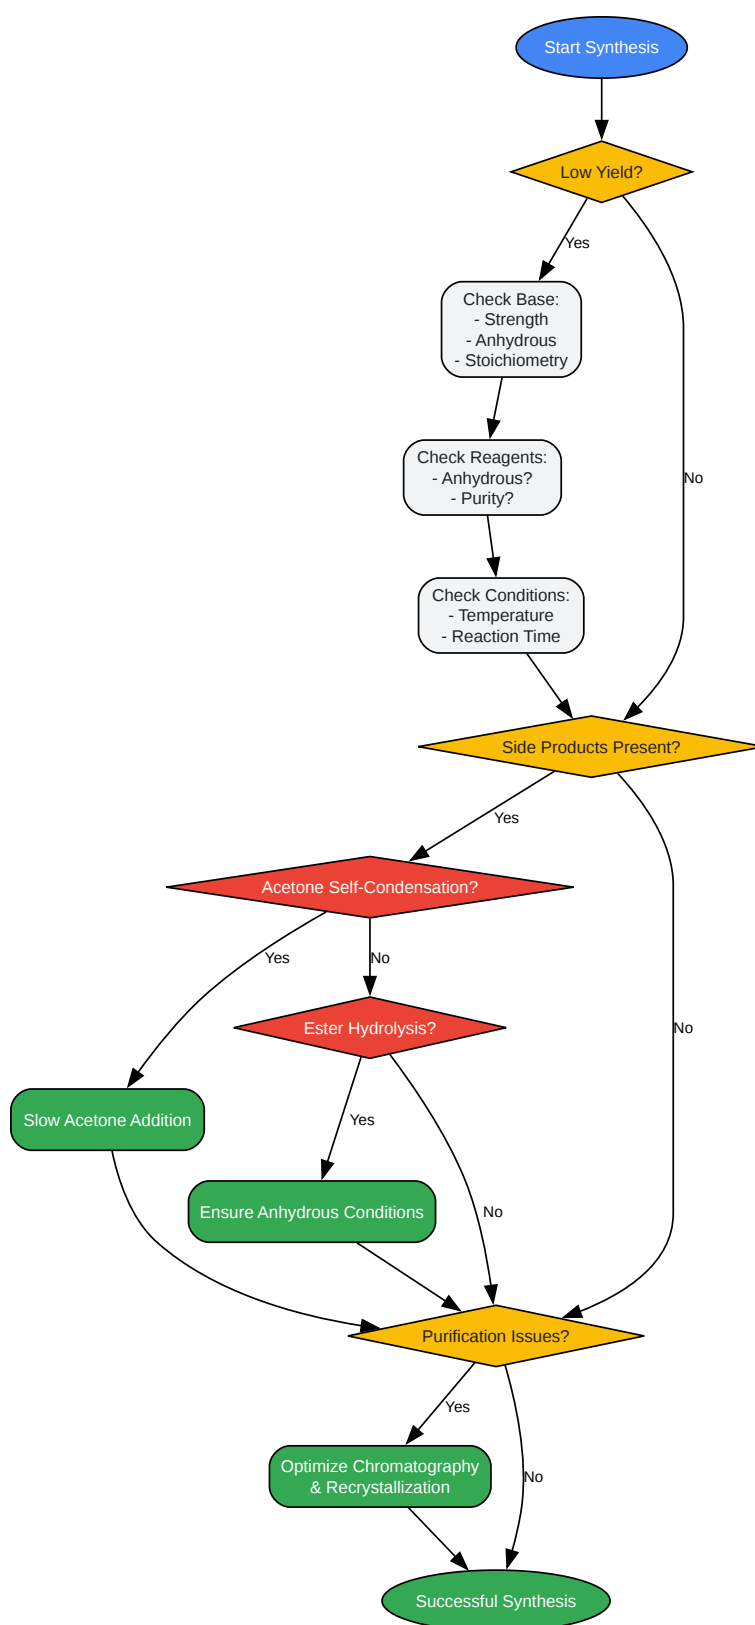 Start Synthesis
Low Yield?
Yes
Check Base:
- Strength
- Anhydrous
- Stoichiometry
Check Reagents:
- Anhydrous?
- Purity?
No
Check Conditions:
- Temperature
- Reaction Time
Side Products Present?
Yes
Acetone Self-Condensation?
Yes
No
Ester Hydrolysis?
No
Slow Acetone Addition
Yes
Ensure Anhydrous Conditions
No
Purification Issues?
Yes
Optimize Chromatography
& Recrystallization
No
Successful Synthesis